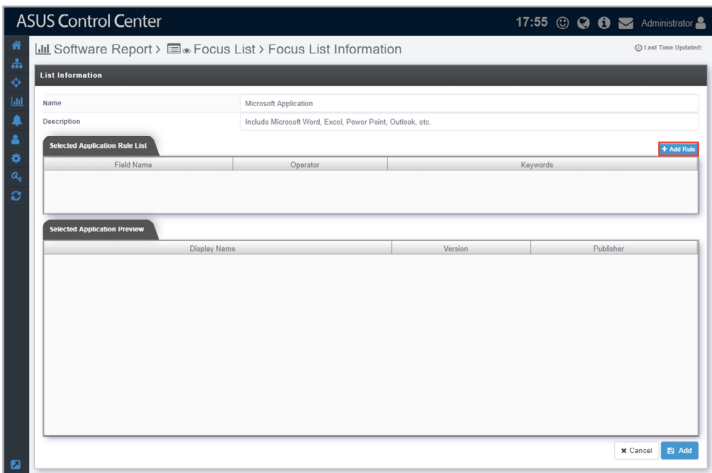 ASUS Control Center 17:55 Administrator
Software Report > Focus List > Focus List Information Last Time Updated:
List Information
Name Microsoft Application
Description Include Microsoft Word, Excel, Power Point, Outlook, etc.
Selected Application Rule List + Add Rule
Field Name Operator Keywords
Selected Application Preview
Display Name Version Publisher
Cancel Add